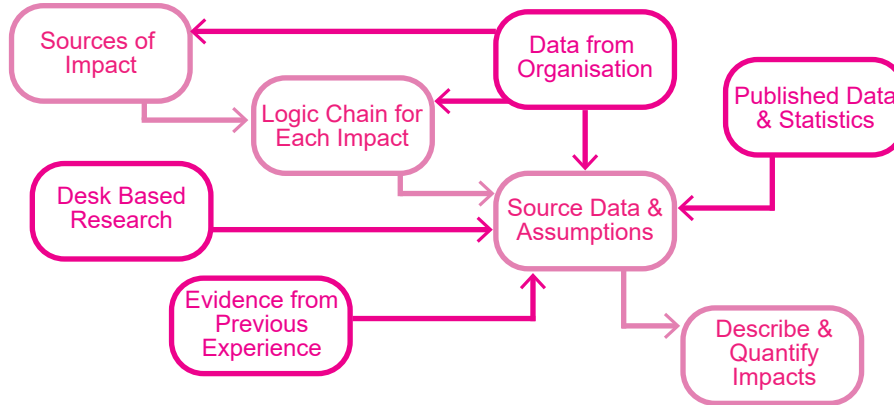 Sources of
Impact
Data from
Organisation
Logic Chain for
Each Impact
Published Data
& Statistics
Desk Based
Research
Source Data &
Assumptions
Evidence from
Previous
Experience
Describe &
Quantify
Impacts